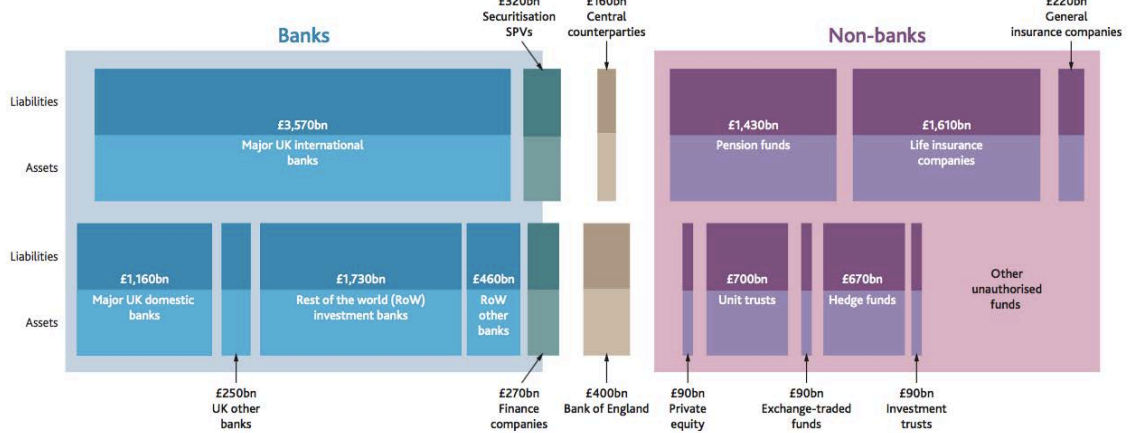 £320bn
Securitisation
SPVs
£160bn
Central
counterparties
£220bn
General
insurance companies
Banks
Non-banks
Liabilities
Assets
£3,570bn
Major UK international
banks
£1,430bn
Pension funds
£1,610bn
Life insurance
companies
Liabilities
Assets
£1,160bn
Major UK domestic
banks
£1,730bn
Rest of the world (RoW)
investment banks
£460bn
RoW
other
banks
£700bn
Unit trusts
£670bn
Hedge funds
Other
unauthorised
funds
£250bn
UK other
banks
£270bn
Finance
companies
£400bn
Bank of England
£90bn
Private
equity
£90bn
Exchange-traded
funds
£90bn
Investment
trusts